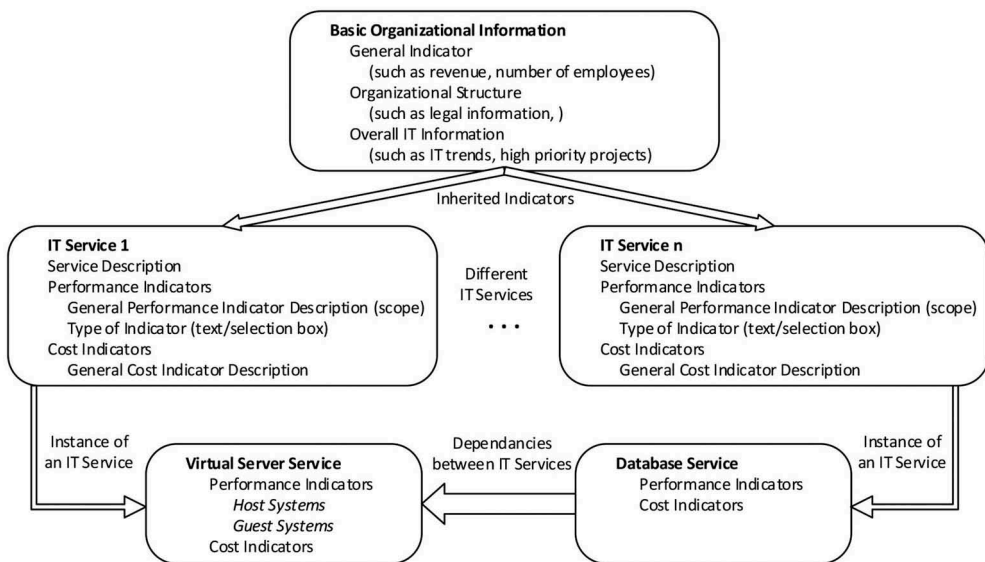 Basic Organizational Information
General Indicator
(such as revenue, number of employees)
Organizational Structure
(such as legal information, )
Overall IT Information
(such as IT trends, high priority projects)
Inherited Indicators
IT Service 1
Service Description
Performance Indicators
General Performance Indicator Description (scope)
Type of Indicator (text/selection box)
Cost Indicators
General Cost Indicator Description
Different
IT Services
...
IT Service n
Service Description
Performance Indicators
General Performance Indicator Description (scope)
Type of Indicator (text/selection box)
Cost Indicators
General Cost Indicator Description
Instance of
an IT Service
Virtual Server Service
Performance Indicators
Host Systems
Guest Systems
Cost Indicators
Dependancies
between IT Services
Database Service
Performance Indicators
Cost Indicators
Instance of
an IT Service